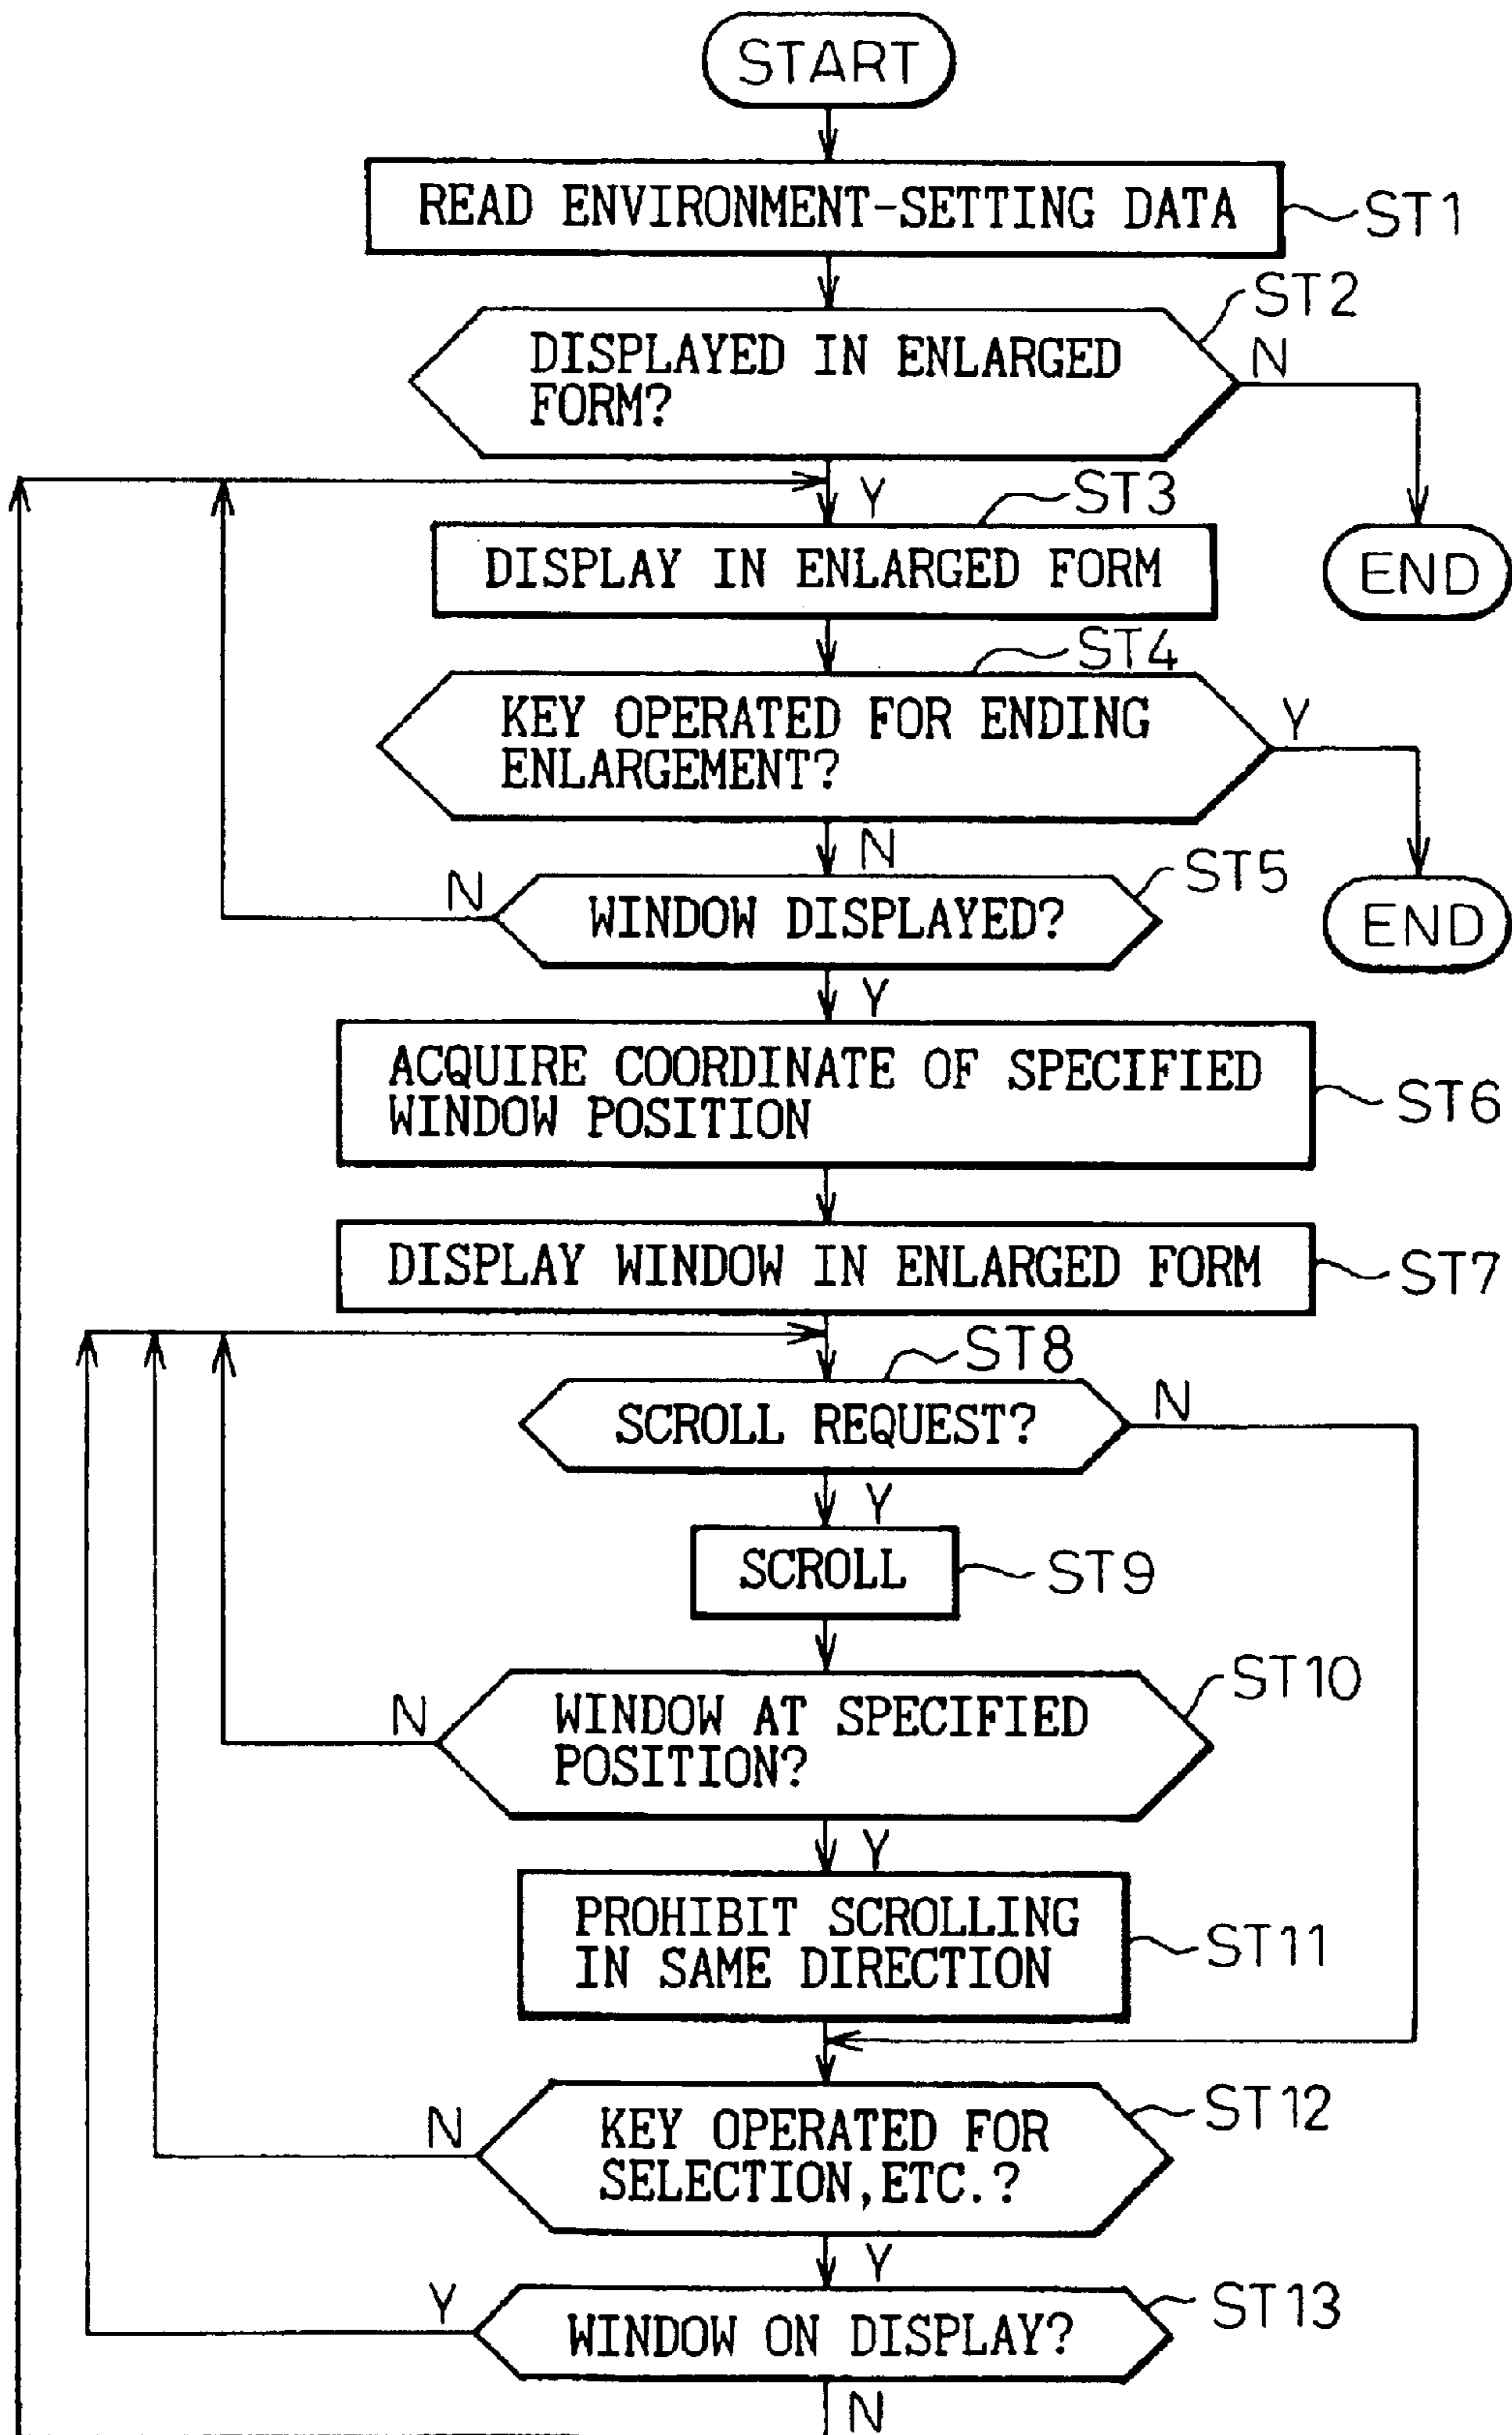 START
READ ENVIRONMENT-SETTING DATA
ST1
ST2
DISPLAYED IN ENLARGED
FORM?
N
Y
ST3
DISPLAY IN ENLARGED FORM
END
ST4
KEY OPERATED FOR ENDING
ENLARGEMENT?
Y
N
ST5
N
WINDOW DISPLAYED?
END
Y
ACQUIRE COORDINATE OF SPECIFIED
WINDOW POSITION
ST6
DISPLAY WINDOW IN ENLARGED FORM
ST7
ST8
SCROLL REQUEST?
N
Y
SCROLL
ST9
ST10
N
WINDOW AT SPECIFIED
POSITION?
Y
PROHIBIT SCROLLING
IN SAME DIRECTION
ST11
ST12
N
KEY OPERATED FOR
SELECTION,ETC.?
Y
ST13
Y
WINDOW ON DISPLAY?
N